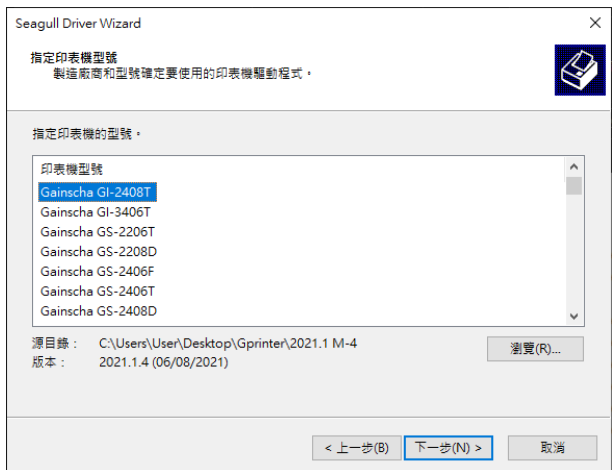 Seagull Driver Wizard
指定印表機型號
製造廠商和型號確定要使用的印表機驅動程式。
指定印表機的型號。
印表機型號
Gainscha GI-2408T
Gainscha GI-3406T
Gainscha GS-2206T
Gainscha GS-2208D
Gainscha GS-2406F
Gainscha GS-2406T
Gainscha GS-2408D
源目錄： C:\Users\User\Desktop\Gprinter\2021.1 M-4
瀏覽(R)...
版本： 2021.1.4 (06/08/2021)
< 上一步(B) 下一步(N) > 取消